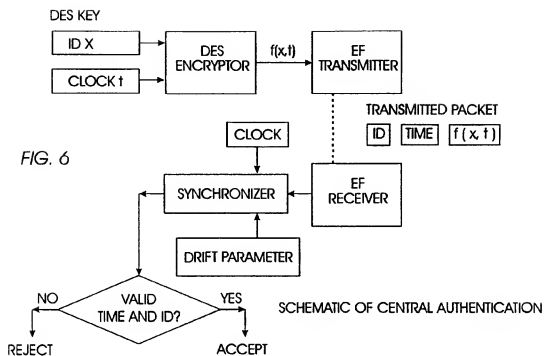 DES KEY
ID X
CLOCK t
DES
ENCRYPTOR
f(x,t)
EF
TRANSMITTER
TRANSMITTED PACKET
ID TIME f ( x, t )
CLOCK
FIG. 6
SYNCHRONIZER
EF
RECEIVER
DRIFT PARAMETER
NO
VALID
TIME AND ID?
YES
SCHEMATIC OF CENTRAL AUTHENTICATION
REJECT
ACCEPT